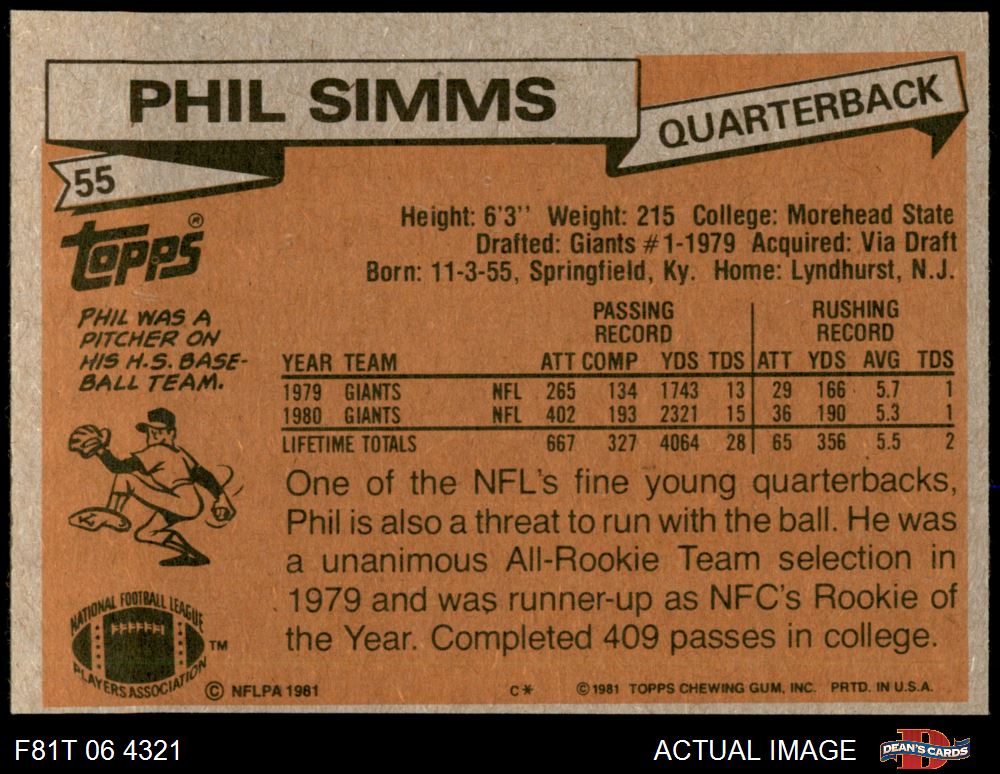 PHIL SIMMS
QUARTERBACK
55
topps®
Height: 6'3'' Weight: 215 College: Morehead State
Drafted: Giants #1-1979 Acquired: Via Draft
Born: 11-3-55, Springfield, Ky. Home: Lyndhurst, N.J.
PHIL WAS A
PITCHER ON
HIS H.S. BASE-
BALL TEAM.
PASSING RUSHING
RECORD RECORD
YEAR TEAM ATT COMP YDS TDS ATT YDS AVG TDS
1979 GIANTS NFL 265 134 1743 13 29 166 5.7 1
1980 GIANTS NFL 402 193 2321 15 36 190 5.3 1
LIFETIME TOTALS 667 327 4064 28 65 356 5.5 2
One of the NFL's fine young quarterbacks,
Phil is also a threat to run with the ball. He was
a unanimous All-Rookie Team selection in
1979 and was runner-up as NFC's Rookie of
the Year. Completed 409 passes in college.
NATIONAL FOOTBALL LEAGUE
PLAYERS ASSOCIATION
TM
© NFLPA 1981 C* ©1981 TOPPS CHEWING GUM, INC. PRTD. IN U.S.A.
F81T 06 4321 ACTUAL IMAGE DEAN'S CARDS